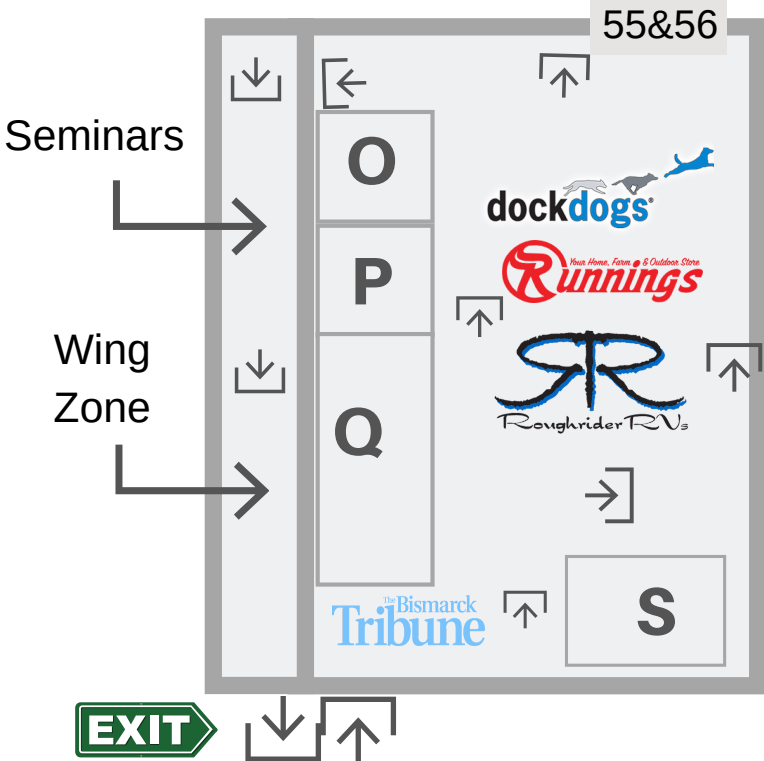 55&56
Seminars
O
dockdogs®
P
Your Home, Farm & Outdoor Store
Runnings
Wing
Zone
Q
Roughrider RVs
The Bismarck
Tribune
S
EXIT